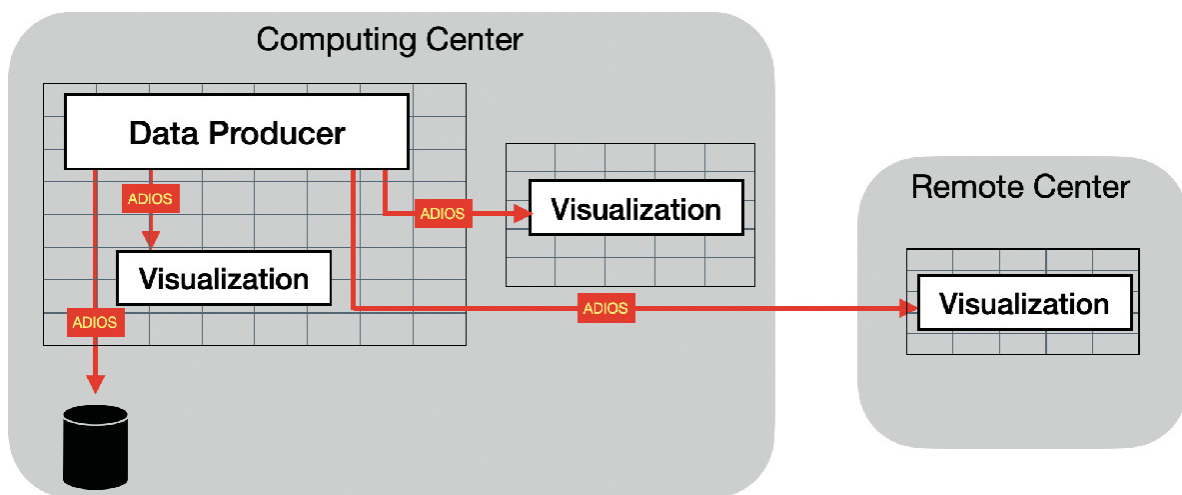 Computing Center
Data Producer
ADIOS
ADIOS
Visualization
Remote Center
Visualization
ADIOS
Visualization
ADIOS